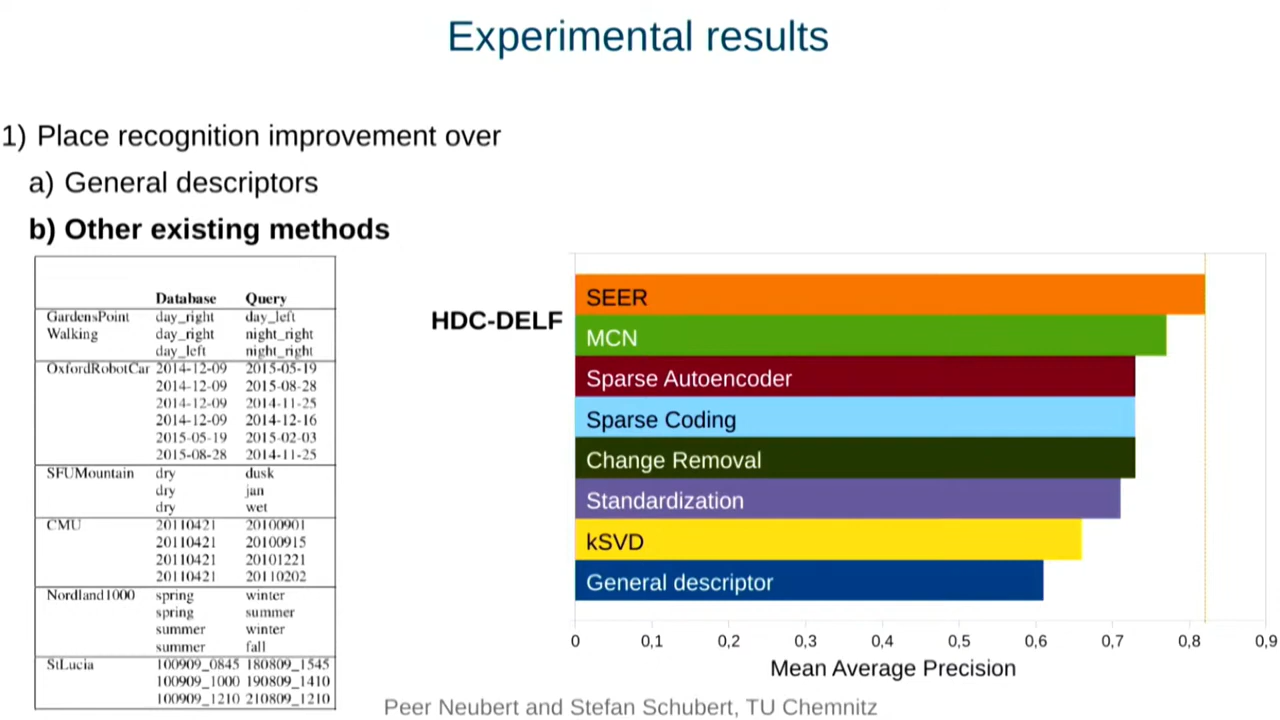 Experimental results
1) Place recognition improvement over
a) General descriptors
b) Other existing methods
Database Query
GardensPoint day_right day_left
Walking day_right night_right
day_left night_right
OxfordRobotCar 2014-12-09 2015-05-19
2014-12-09 2015-08-28
2014-12-09 2014-11-25
2014-12-09 2014-12-16
2015-05-19 2015-02-03
2015-08-28 2014-11-25
SFUMountain dry dusk
dry jan
dry wet
CMU 20110421 20100901
20110421 20100915
20110421 20101221
20110421 20110202
Nordland1000 spring winter
spring summer
summer winter
summer fall
StLucia 100909_0845 180809_1545
100909_1000 190809_1410
100909_1210 210809_1210
HDC-DELF
SEER
MCN
Sparse Autoencoder
Sparse Coding
Change Removal
Standardization
kSVD
General descriptor
0 0,1 0,2 0,3 0,4 0,5 0,6 0,7 0,8 0,9
Mean Average Precision
Peer Neubert and Stefan Schubert, TU Chemnitz